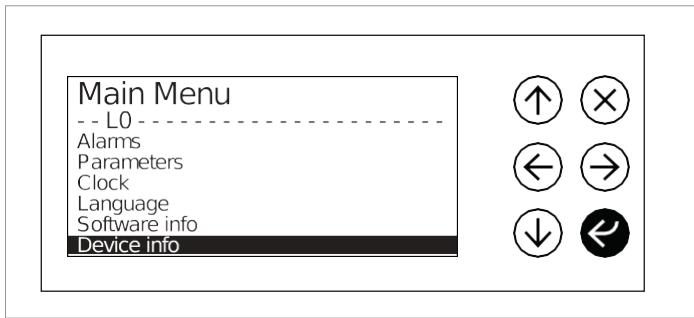 Main Menu
- - L0 - - - - - - - - - - - - - - - - - - - - - -
Alarms
Parameters
Clock
Language
Software info
Device info